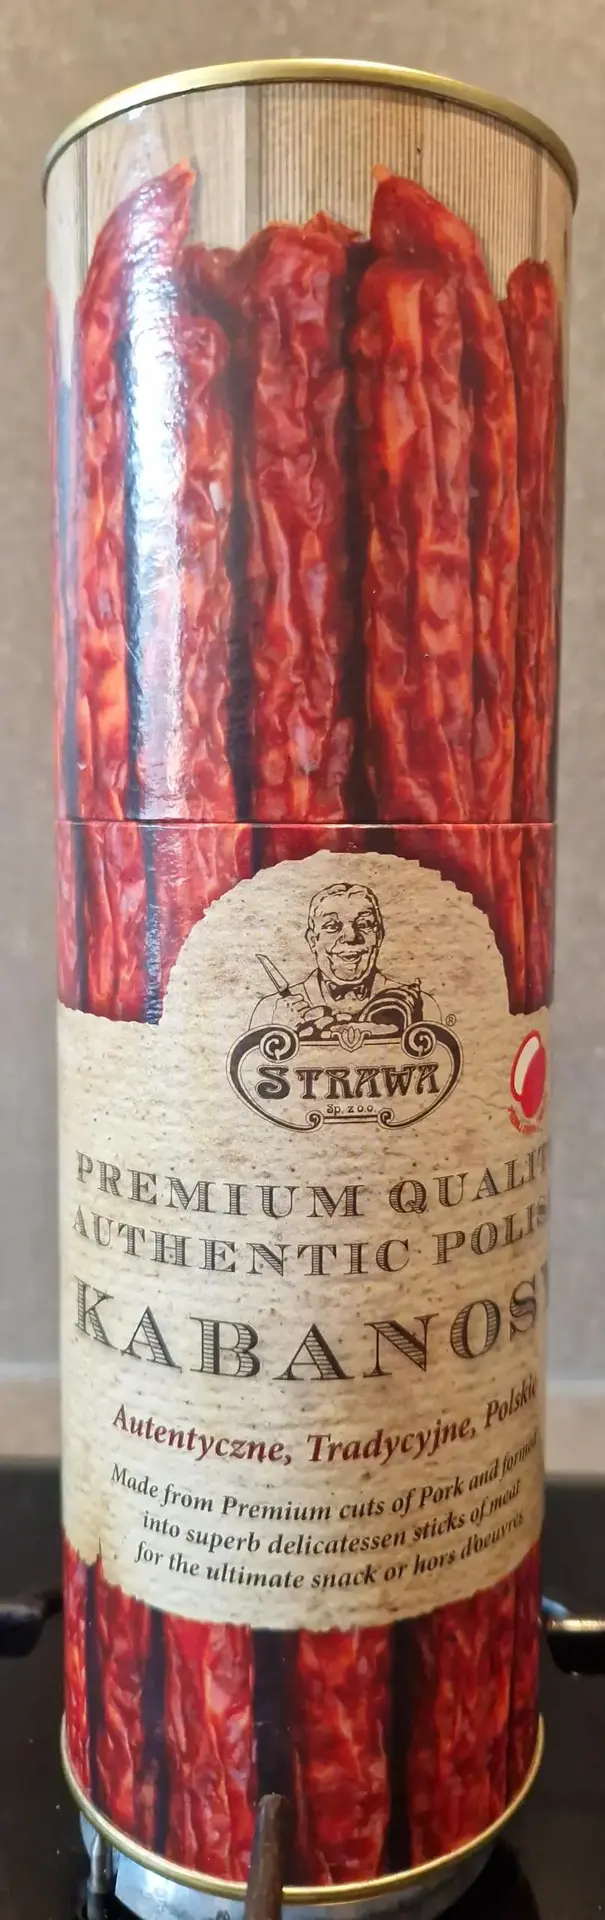 ®
STRAWA
Sp. z o.o.
PREMIUM QUALIT
AUTHENTIC POLIS
KABANOSY
Autentyczne, Tradycyjne, Polskie
Made from Premium cuts of Pork and formed
into superb delicatessen sticks of meat
for the ultimate snack or hors d'oeuvres